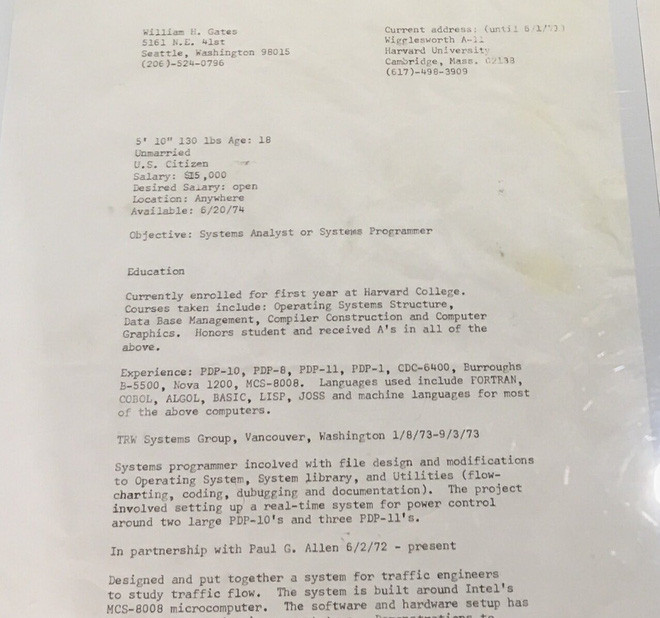 William H. Gates
5161 N.E. 41st
Seattle, Washington 98015
(206)-524-0796
Current address: (until 6/1/73)
Wigglesworth A-11
Harvard University
Cambridge, Mass. 02138
(617)-498-3909
5' 10" 130 lbs Age: 18
Unmarried
U.S. Citizen
Salary: $15,000
Desired Salary: open
Location: Anywhere
Available: 6/20/74
Objective: Systems Analyst or Systems Programmer
Education
Currently enrolled for first year at Harvard College.
Courses taken include: Operating Systems Structure,
Data Base Management, Compiler Construction and Computer
Graphics. Honors student and received A's in all of the
above.
Experience: PDP-10, PDP-8, PDP-11, PDP-1, CDC-6400, Burroughs
B-5500, Nova 1200, MCS-8008. Languages used include FORTRAN,
COBOL, ALGOL, BASIC, LISP, JOSS and machine languages for most
of the above computers.
TRW Systems Group, Vancouver, Washington 1/8/73-9/3/73
Systems programmer incolved with file design and modifications
to Operating System, System library, and Utilities (flow-
charting, coding, dubugging and documentation). The project
involved setting up a real-time system for power control
around two large PDP-10's and three PDP-11's.
In partnership with Paul G. Allen 6/2/72 - present
Designed and put together a system for traffic engineers
to study traffic flow. The system is built around Intel's
MCS-8008 microcomputer. The software and hardware setup has